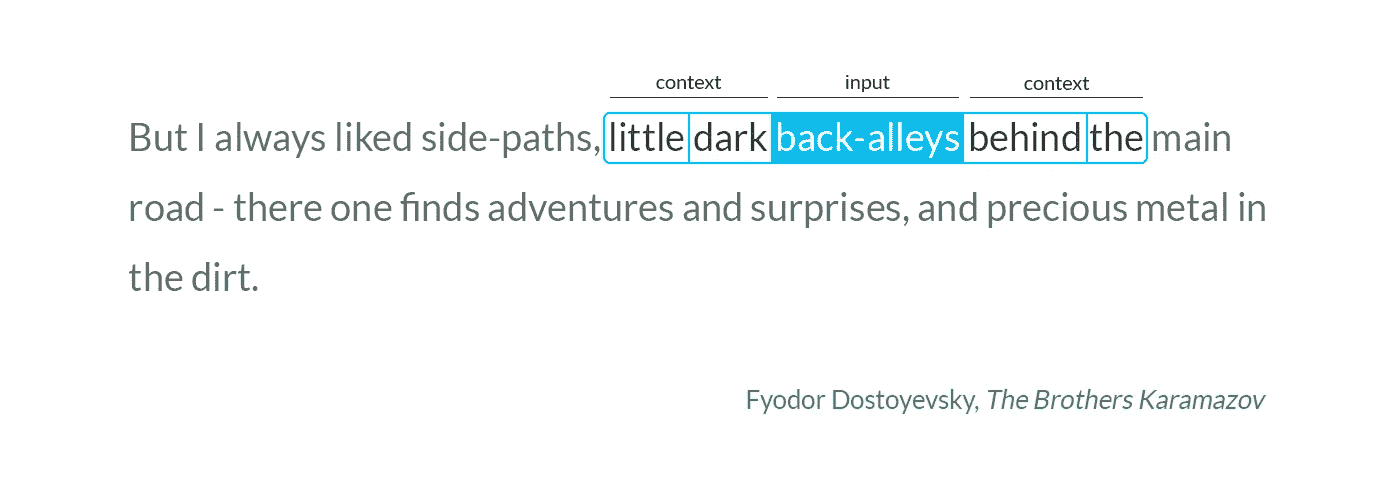 context input context
But I always liked side-paths, little dark back-alleys behind the main
road - there one finds adventures and surprises, and precious metal in
the dirt.
Fyodor Dostoyevsky, The Brothers Karamazov